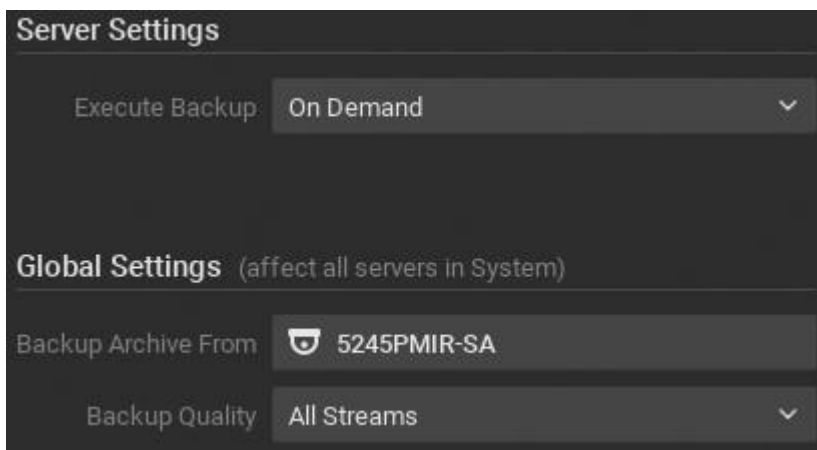 Server Settings
Execute Backup On Demand
Global Settings (affect all servers in System)
Backup Archive From 5245PMIR-SA
Backup Quality All Streams